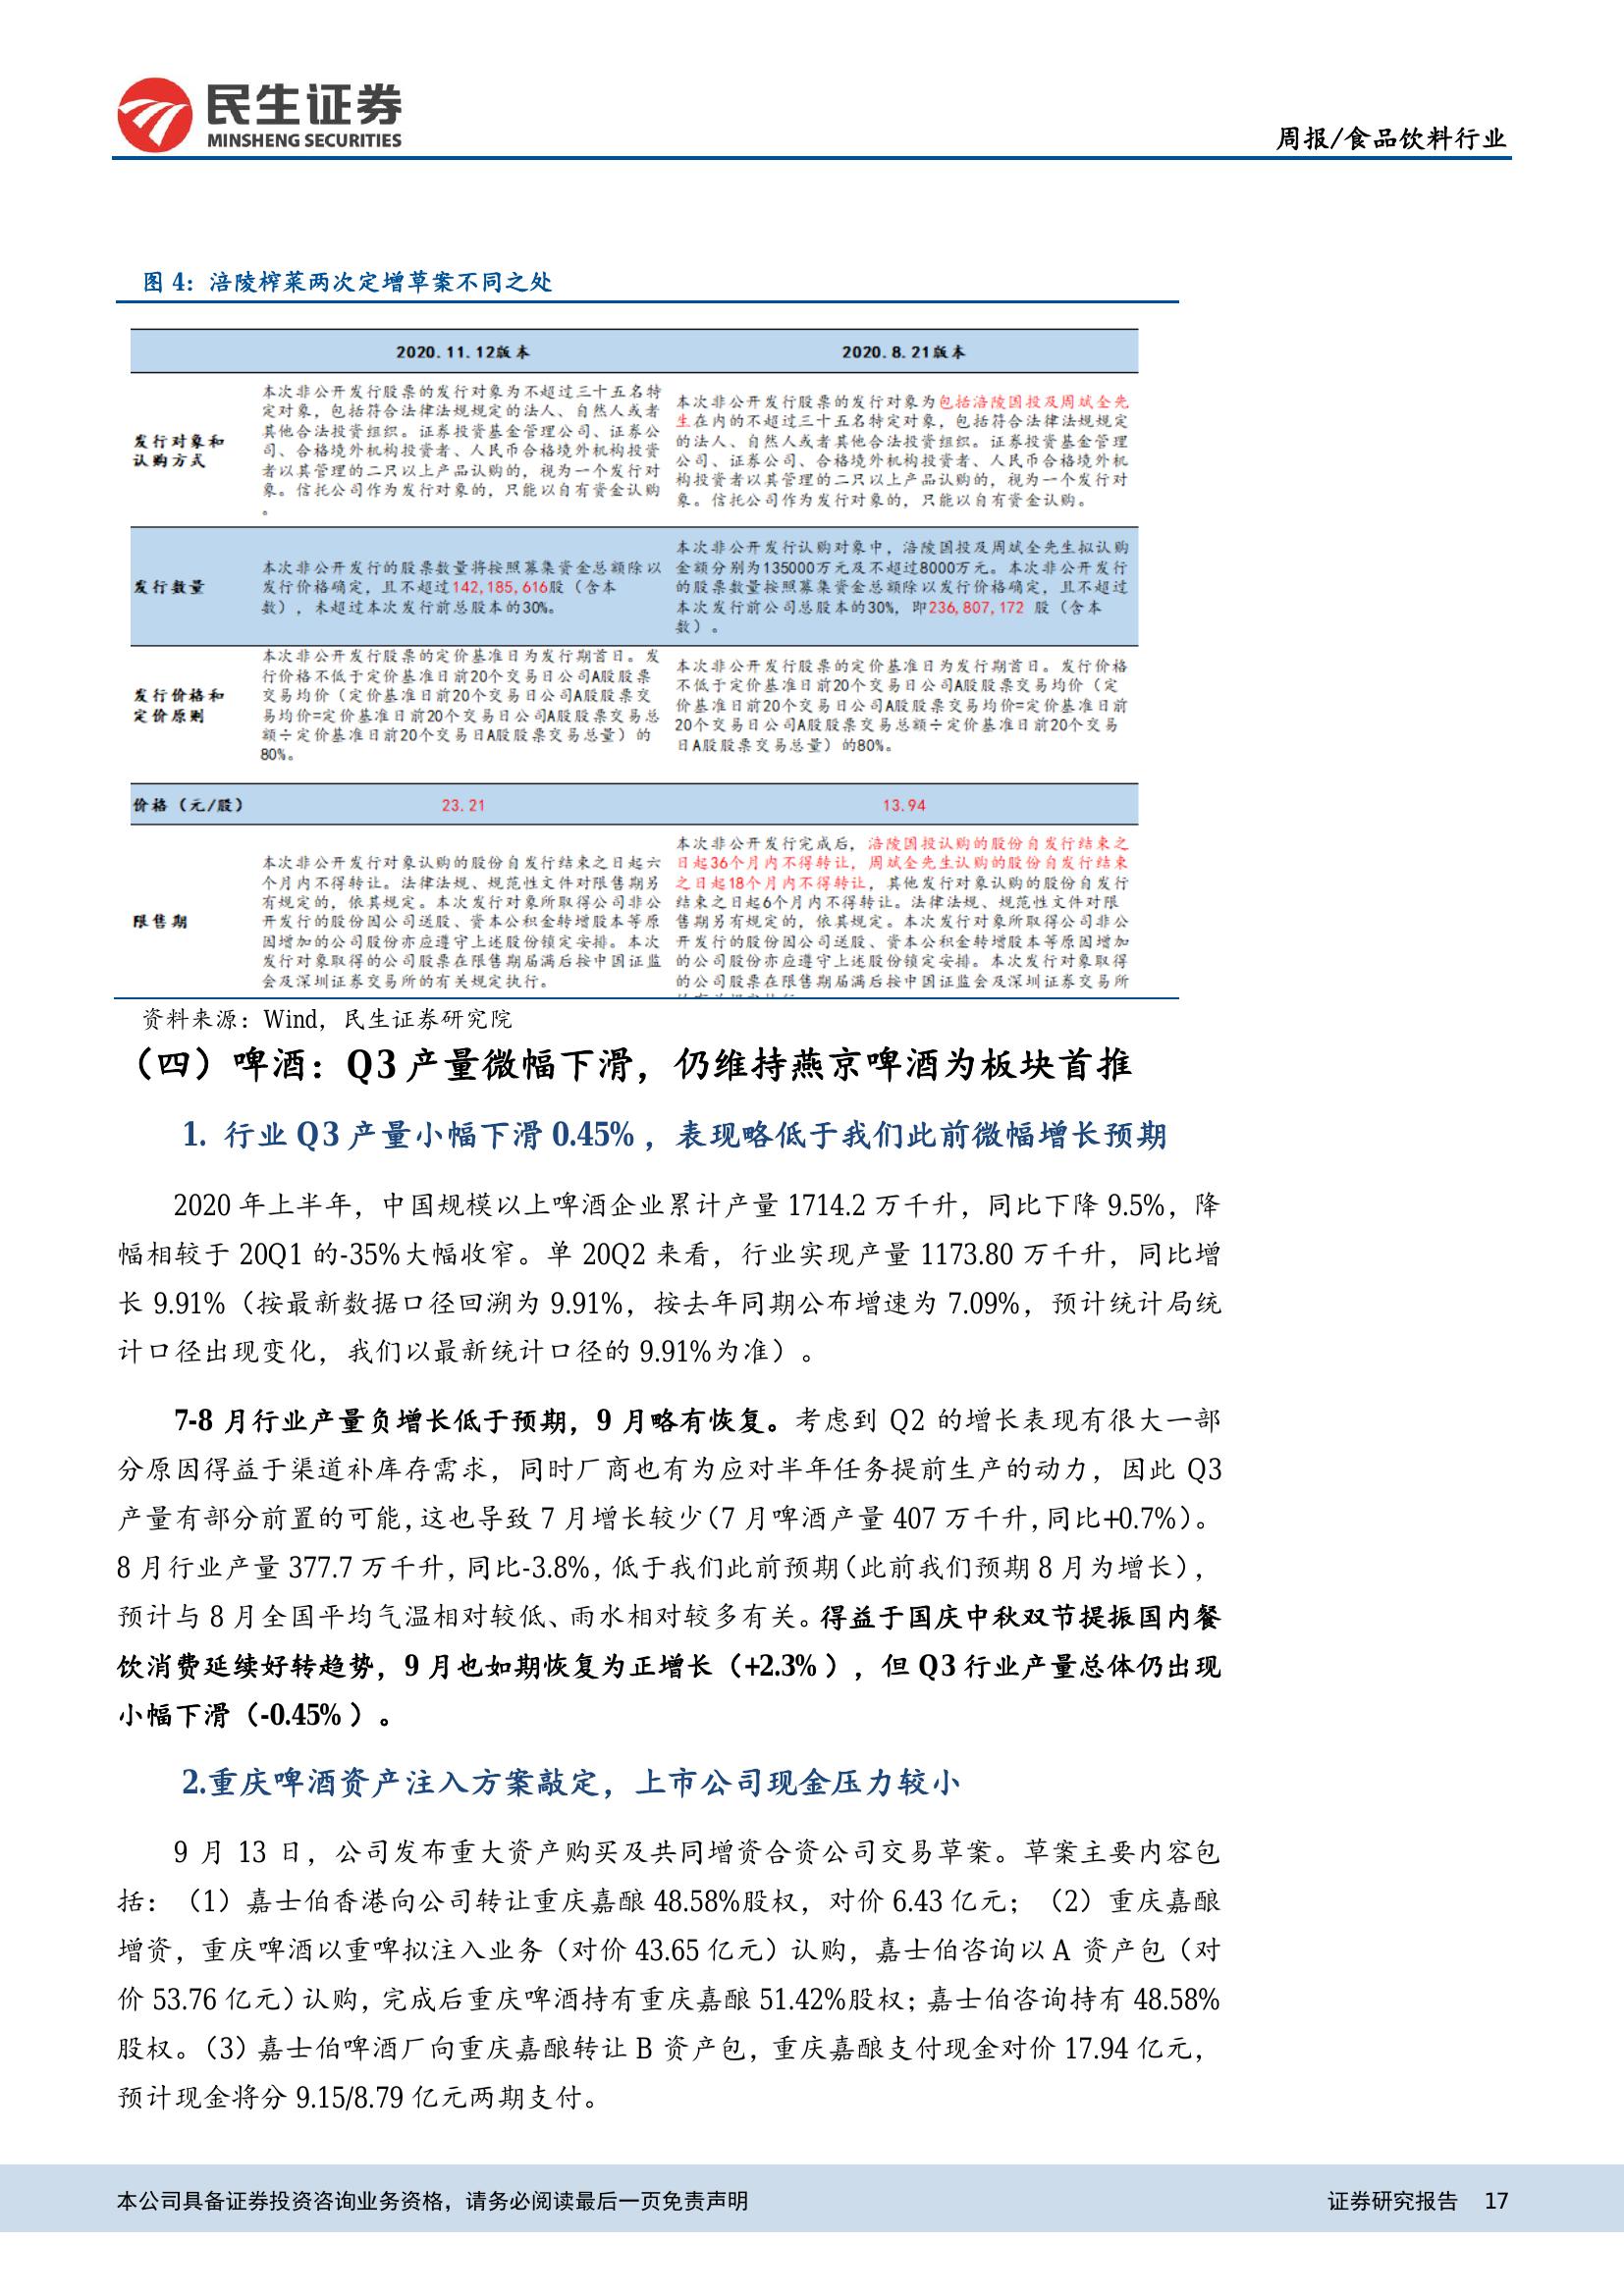 民生证券
MINSHENG SECURITIES
周报/食品饮料行业
图 4：涪陵榨菜两次定增草案不同之处
2020.11.12版本
2020.8.21版本
发行对象和
认购方式
本次非公开发行股票的发行对象为不超过三十五名特
定对象，包括符合法律法规规定的法人、自然人或者
其他合法投资组织。证券投资基金管理公司、证券公
司、合格境外机构投资者、人民币合格境外机构投资
者以其管理的二只以上产品认购的，视为一个发行对
象。信托公司作为发行对象的，只能以自有资金认购
。
本次非公开发行股票的发行对象为包括涪陵国投及周斌全先
生在内的不超过三十五名特定对象，包括符合法律法规规定
的法人、自然人或者其他合法投资组织。证券投资基金管理
公司、证券公司、合格境外机构投资者、人民币合格境外机
构投资者以其管理的二只以上产品认购的，视为一个发行对
象。信托公司作为发行对象的，只能以自有资金认购。
发行数量
本次非公开发行的股票数量将按照募集资金总额除以
发行价格确定，且不超过142,185,616股（含本
数），未超过本次发行前总股本的30%。
本次非公开发行认购对象中，涪陵国投及周斌全先生拟认购
金额分别为135000万元及不超过8000万元。本次非公开发行
的股票数量按照募集资金总额除以发行价格确定，且不超过
本次发行前公司总股本的30%，即236,807,172 股（含本
数）。
发行价格和
定价原则
本次非公开发行股票的定价基准日为发行期首日。发
行价格不低于定价基准日前20个交易日公司A股股票
交易均价（定价基准日前20个交易日公司A股股票交
易均价=定价基准日前20个交易日公司A股股票交易总
额÷定价基准日前20个交易日A股股票交易总量）的
80%。
本次非公开发行股票的定价基准日为发行期首日。发行价格
不低于定价基准日前20个交易日公司A股股票交易均价（定
价基准日前20个交易日公司A股股票交易均价=定价基准日前
20个交易日公司A股股票交易总额÷定价基准日前20个交易
日A股股票交易总量）的80%。
价格（元/股）
23.21
13.94
限售期
本次非公开发行对象认购的股份自发行结束之日起六
个月内不得转让。法律法规、规范性文件对限售期另
有规定的，依其规定。本次发行对象所取得公司非公
开发行的股份因公司送股、资本公积金转增股本等原
因增加的公司股份亦应遵守上述股份锁定安排。本次
发行对象取得的公司股票在限售期届满后按中国证监
会及深圳证券交易所的有关规定执行。
本次非公开发行完成后，涪陵国投认购的股份自发行结束之
日起36个月内不得转让，周斌全先生认购的股份自发行结束
之日起18个月内不得转让，其他发行对象认购的股份自发行
结束之日起6个月内不得转让。法律法规、规范性文件对限
售期另有规定的，依其规定。本次发行对象所取得公司非公
开发行的股份因公司送股、资本公积金转增股本等原因增加
的公司股份亦应遵守上述股份锁定安排。本次发行对象取得
的公司股票在限售期届满后按中国证监会及深圳证券交易所
资料来源：Wind，民生证券研究院
（四）啤酒：Q3 产量微幅下滑，仍维持燕京啤酒为板块首推
1. 行业 Q3 产量小幅下滑 0.45%，表现略低于我们此前微幅增长预期
2020 年上半年，中国规模以上啤酒企业累计产量 1714.2 万千升，同比下降 9.5%，降
幅相较于 20Q1 的-35%大幅收窄。单 20Q2 来看，行业实现产量 1173.80 万千升，同比增
长 9.91%（按最新数据口径回溯为 9.91%，按去年同期公布增速为 7.09%，预计统计局统
计口径出现变化，我们以最新统计口径的 9.91%为准）。
7-8 月行业产量负增长低于预期，9 月略有恢复。考虑到 Q2 的增长表现有很大一部
分原因得益于渠道补库存需求，同时厂商也有为应对半年任务提前生产的动力，因此 Q3
产量有部分前置的可能，这也导致 7 月增长较少（7 月啤酒产量 407 万千升，同比+0.7%）。
8 月行业产量 377.7 万千升，同比-3.8%，低于我们此前预期（此前我们预期 8 月为增长），
预计与 8 月全国平均气温相对较低、雨水相对较多有关。得益于国庆中秋双节提振国内餐
饮消费延续好转趋势，9 月也如期恢复为正增长（+2.3%），但 Q3 行业产量总体仍出现
小幅下滑（-0.45%）。
2.重庆啤酒资产注入方案敲定，上市公司现金压力较小
9 月 13 日，公司发布重大资产购买及共同增资合资公司交易草案。草案主要内容包
括：（1）嘉士伯香港向公司转让重庆嘉酿 48.58%股权，对价 6.43 亿元；（2）重庆嘉酿
增资，重庆啤酒以重啤拟注入业务（对价 43.65 亿元）认购，嘉士伯咨询以 A 资产包（对
价 53.76 亿元）认购，完成后重庆啤酒持有重庆嘉酿 51.42%股权；嘉士伯咨询持有 48.58%
股权。（3）嘉士伯啤酒厂向重庆嘉酿转让 B 资产包，重庆嘉酿支付现金对价 17.94 亿元，
预计现金将分 9.15/8.79 亿元两期支付。
本公司具备证券投资咨询业务资格，请务必阅读最后一页免责声明
证券研究报告 17